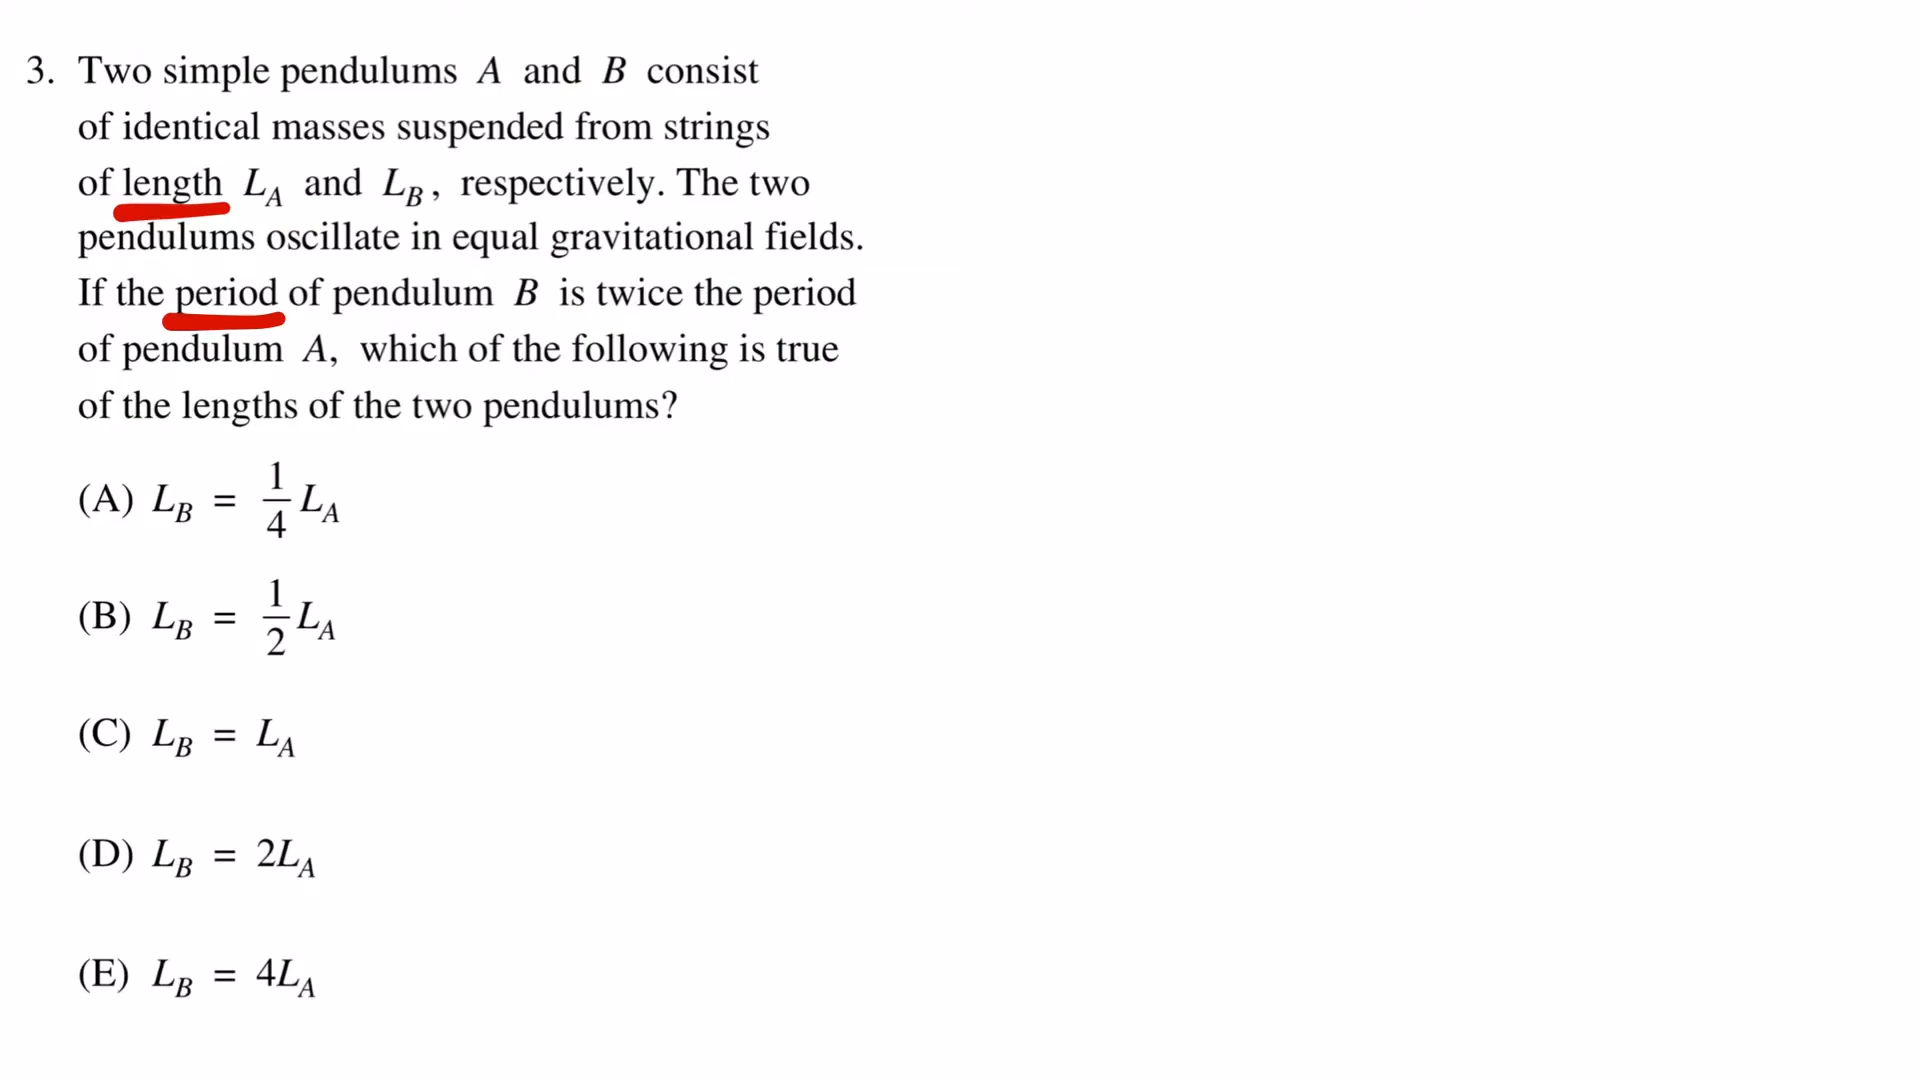 3. Two simple pendulums A and B consist
of identical masses suspended from strings
of length L_A and L_B, respectively. The two
pendulums oscillate in equal gravitational fields.
If the period of pendulum B is twice the period
of pendulum A, which of the following is true
of the lengths of the two pendulums?
(A) L_B = 1/4 L_A
(B) L_B = 1/2 L_A
(C) L_B = L_A
(D) L_B = 2L_A
(E) L_B = 4L_A